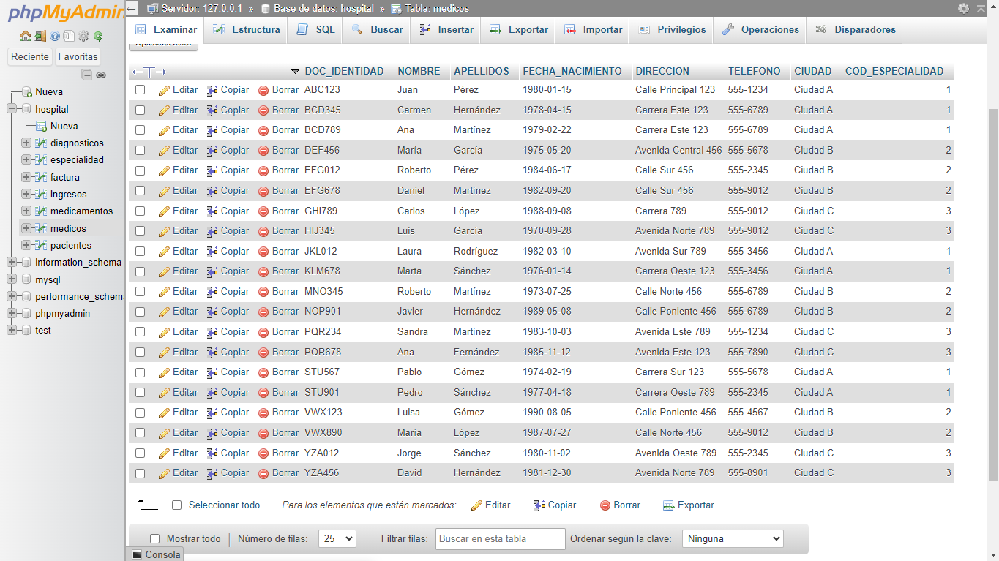 phpMyAdmin
Servidor: 127.0.0.1 » Base de datos: hospital » Tabla: medicos
Examinar Estructura SQL Buscar Insertar Exportar Importar Privilegios Operaciones Disparadores
Reciente Favoritas
Nueva
hospital
Nueva
diagnosticos
especialidad
factura
ingresos
medicamentos
medicos
pacientes
information_schema
mysql
performance_schema
phpmyadmin
test
Opciones extra
DOC_IDENTIDAD NOMBRE APELLIDOS FECHA_NACIMIENTO DIRECCION TELEFONO CIUDAD COD_ESPECIALIDAD
Editar Copiar Borrar ABC123 Juan Pérez 1980-01-15 Calle Principal 123 555-1234 Ciudad A 1
Editar Copiar Borrar BCD345 Carmen Hernández 1978-04-15 Carrera Este 123 555-6789 Ciudad A 1
Editar Copiar Borrar BCD789 Ana Martínez 1979-02-22 Carrera Este 123 555-6789 Ciudad A 1
Editar Copiar Borrar DEF456 María García 1975-05-20 Avenida Central 456 555-5678 Ciudad B 2
Editar Copiar Borrar EFG012 Roberto Pérez 1984-06-17 Calle Sur 456 555-2345 Ciudad B 2
Editar Copiar Borrar EFG678 Daniel Martínez 1982-09-20 Calle Sur 456 555-9012 Ciudad B 2
Editar Copiar Borrar GHI789 Carlos López 1988-09-08 Carrera 789 555-9012 Ciudad C 3
Editar Copiar Borrar HIJ345 Luis García 1970-09-28 Avenida Norte 789 555-9012 Ciudad C 3
Editar Copiar Borrar JKL012 Laura Rodríguez 1982-03-10 Avenida Sur 789 555-3456 Ciudad A 1
Editar Copiar Borrar KLM678 Marta Sánchez 1976-01-14 Carrera Oeste 123 555-3456 Ciudad A 1
Editar Copiar Borrar MNO345 Roberto Martínez 1973-07-25 Calle Norte 456 555-6789 Ciudad B 2
Editar Copiar Borrar NOP901 Javier Hernández 1989-05-08 Calle Poniente 456 555-6789 Ciudad B 2
Editar Copiar Borrar PQR234 Sandra Martínez 1983-10-03 Avenida Este 789 555-1234 Ciudad C 3
Editar Copiar Borrar PQR678 Ana Fernández 1985-11-12 Avenida Este 123 555-7890 Ciudad C 3
Editar Copiar Borrar STU567 Pablo Gómez 1974-02-19 Carrera Sur 123 555-5678 Ciudad A 1
Editar Copiar Borrar STU901 Pedro Sánchez 1977-04-18 Carrera Oeste 789 555-2345 Ciudad A 1
Editar Copiar Borrar VWX123 Luisa Gómez 1990-08-05 Calle Poniente 456 555-4567 Ciudad B 2
Editar Copiar Borrar VWX890 María López 1987-07-27 Calle Norte 456 555-9012 Ciudad B 2
Editar Copiar Borrar YZA012 Jorge Sánchez 1980-11-02 Avenida Oeste 789 555-2345 Ciudad C 3
Editar Copiar Borrar YZA456 David Hernández 1981-12-30 Avenida Norte 789 555-8901 Ciudad C 3
Seleccionar todo Para los elementos que están marcados: Editar Copiar Borrar Exportar
Mostrar todo Número de filas: 25 Filtrar filas: Buscar en esta tabla Ordenar según la clave: Ninguna
Consola